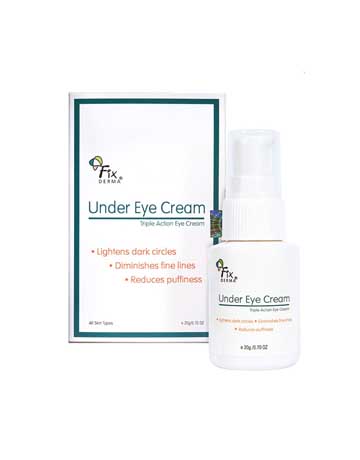 Fix
DERMA
Under Eye Cream
Triple Action Eye Cream
• Lightens dark circles
• Diminishes fine lines
• Reduces puffiness
All Skin Types
e 20g/0.70 OZ
Fix
DERMA
Under Eye Cream
Triple Action Eye Cream
• Lightens dark circles • Diminishes fine lines
• Reduces puffiness
e 20g/0.70 OZ